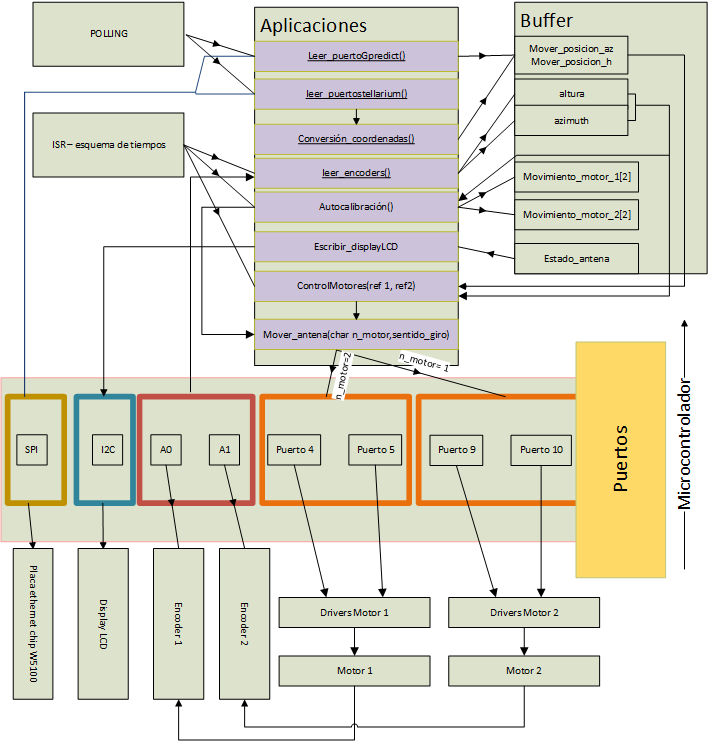 POLLING
Aplicaciones
Buffer
Leer_puertoGpredict()
leer_puertostellarium()
Conversión_coordenadas()
ISR– esquema de tiempos
leer_encoders()
Autocalibración()
Escribir_displayLCD
ControlMotores(ref 1, ref2)
Mover_antena(char n_motor,sentido_giro)
Mover_posicion_az
Mover_posicion_h
altura
azimuth
Movimiento_motor_1[2]
Movimiento_motor_2[2]
Estado_antena
n_motor=2
n_motor= 1
SPI
I2C
A0
A1
Puerto 4
Puerto 5
Puerto 9
Puerto 10
Puertos
Microcontrolador
Placa ethernet chip W5100
Display LCD
Encoder 1
Encoder 2
Drivers Motor 1
Drivers Motor 2
Motor 1
Motor 2